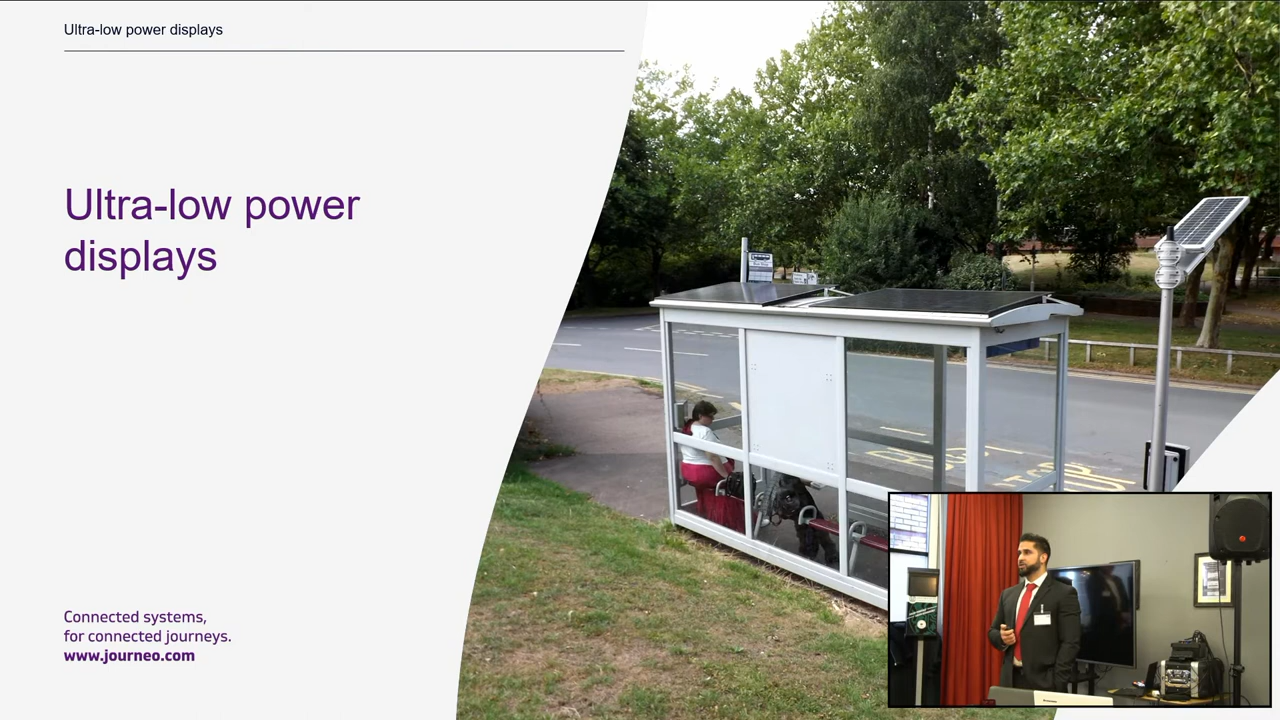 Ultra-low power displays
Ultra-low power
displays
Connected systems,
for connected journeys.
www.journeo.com